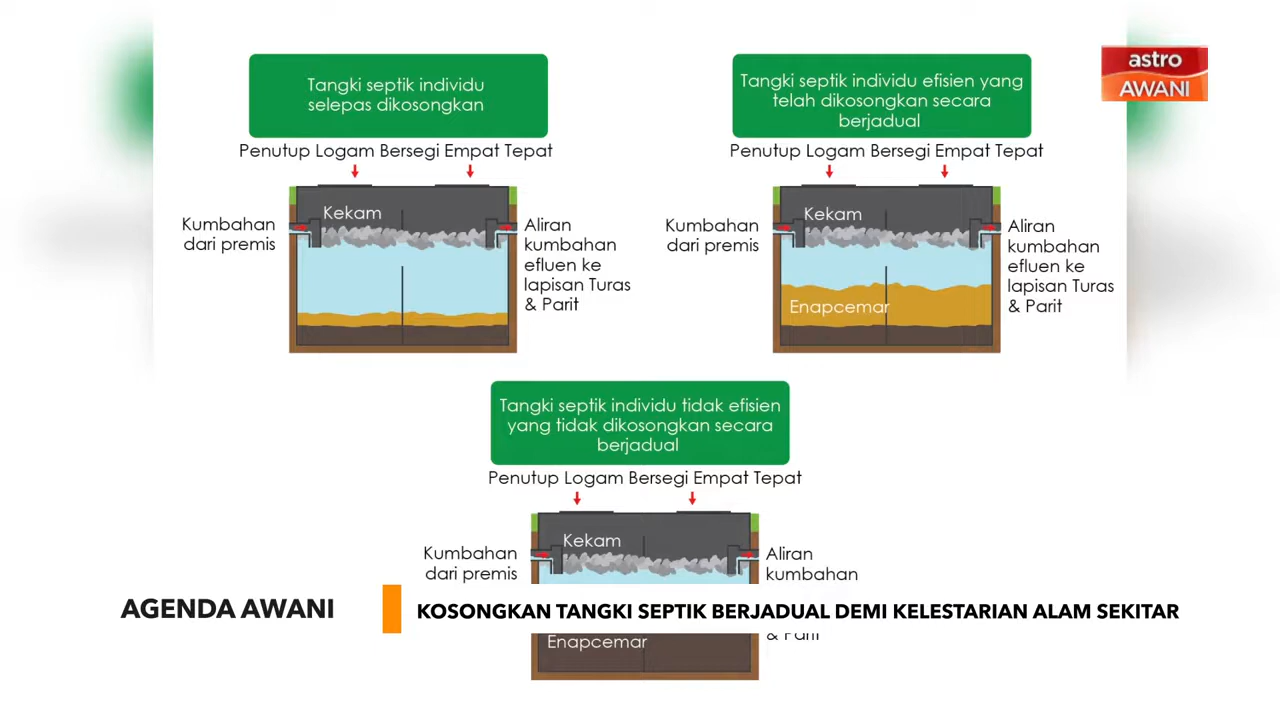 astro
AWANI
Tangki septik individu
selepas dikosongkan
Penutup Logam Bersegi Empat Tepat
Kekam
Kumbahan
dari premis
Aliran
kumbahan
efluen ke
lapisan Turas
& Parit
Tangki septik individu efisien yang
telah dikosongkan secara
berjadual
Penutup Logam Bersegi Empat Tepat
Kekam
Kumbahan
dari premis
Aliran
kumbahan
efluen ke
lapisan Turas
& Parit
Enapcemar
Tangki septik individu tidak efisien
yang tidak dikosongkan secara
berjadual
Penutup Logam Bersegi Empat Tepat
Kekam
Kumbahan
dari premis
Aliran
kumbahan
& Parit
Enapcemar
AGENDA AWANI
KOSONGKAN TANGKI SEPTIK BERJADUAL DEMI KELESTARIAN ALAM SEKITAR